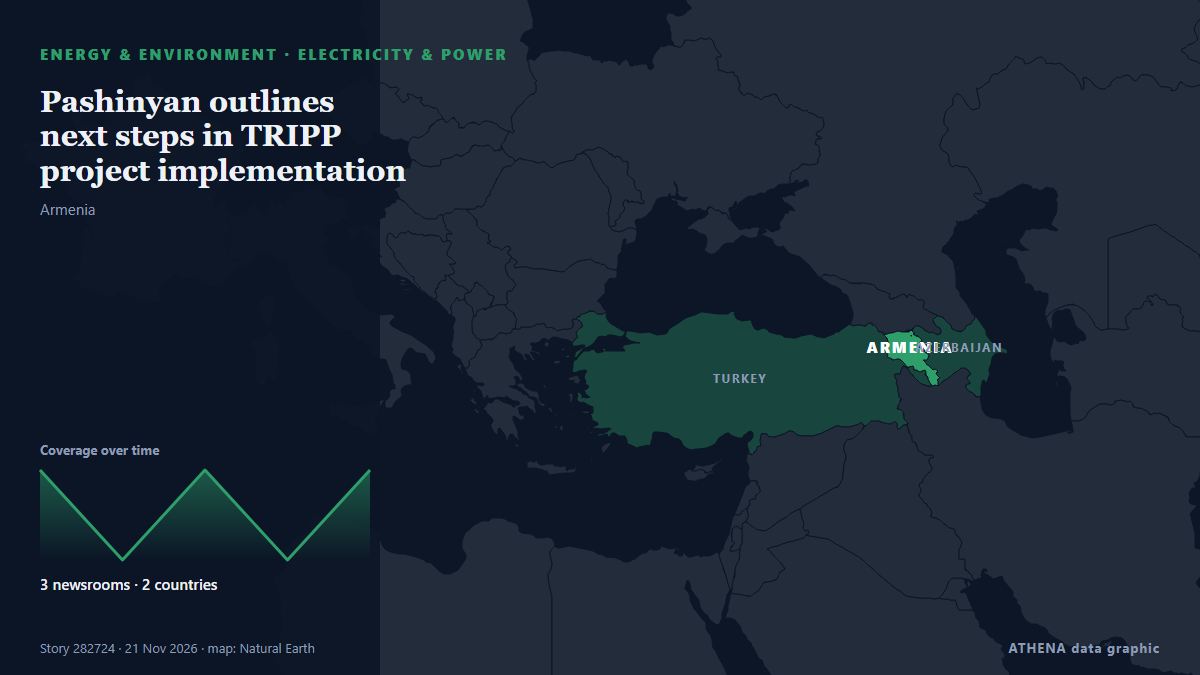 ENERGY & ENVIRONMENT · ELECTRICITY & POWER
Pashinyan outlines
next steps in TRIPP
project implementation
Armenia
ARMENIA
AZERBAIJAN
TURKEY
Coverage over time
3 newsrooms · 2 countries
Story 282724 · 21 Nov 2026 · map: Natural Earth
ATHENA data graphic